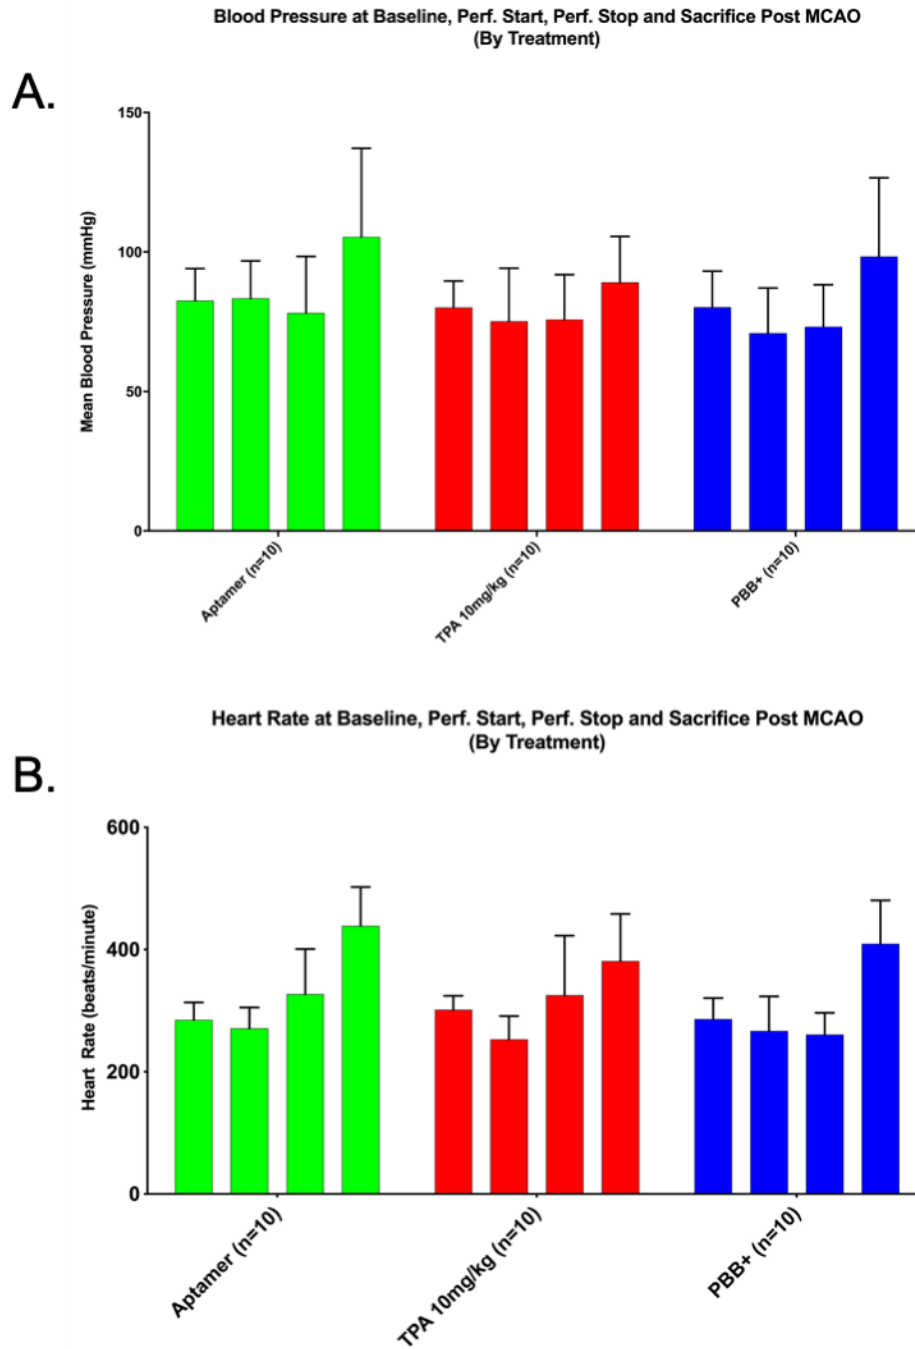 Blood Pressure at Baseline, Perf. Start, Perf. Stop and Sacrifice Post MCAO
(By Treatment)
A.
150
100
50
0
Mean Blood Pressure (mmHg)
Aptamer (n=10)
TPA 10mg/kg (n=10)
PBB+ (n=10)
Heart Rate at Baseline, Perf. Start, Perf. Stop and Sacrifice Post MCAO
(By Treatment)
B.
600
400
200
0
Heart Rate (beats/minute)
Aptamer (n=10)
TPA 10mg/kg (n=10)
PBB+ (n=10)